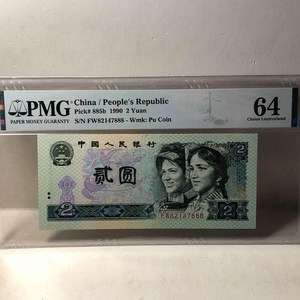 PMG
PAPER MONEY GUARANTY
China / People's Republic
Pick# 885b 1990 2 Yuan
S/N FW82147888 - Wmk: Pu Coin
64
Choice Uncirculated
中国人民银行
2
贰圆
FW82147888
2
2